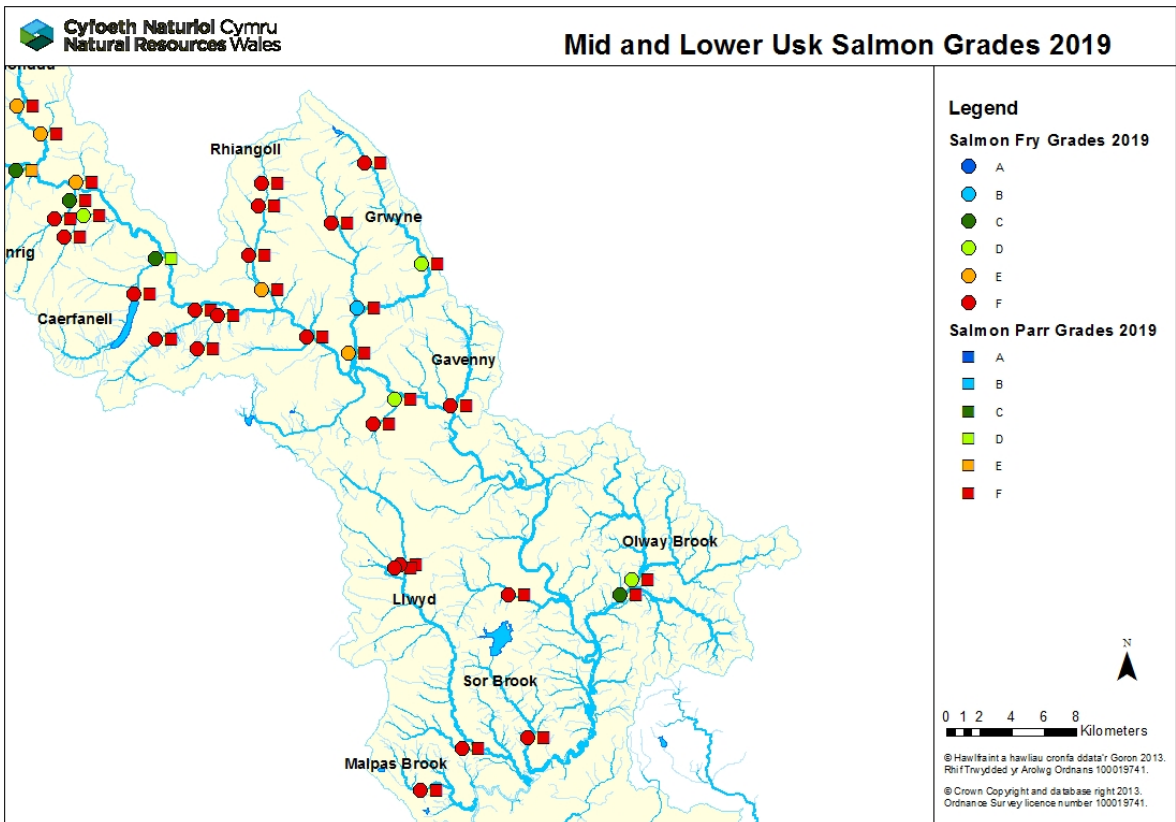 Cyfoeth Naturiol Cymru
Natural Resources Wales
Mid and Lower Usk Salmon Grades 2019
Rhiangoll
Grwyne
nrig
Caerfanell
Gavenny
Olway Brook
Llwyd
Sor Brook
Malpas Brook
Legend
Salmon Fry Grades 2019
A
B
C
D
E
F
Salmon Parr Grades 2019
A
B
C
D
E
F
N
0 1 2 4 6 8
Kilometers
© Hawlfraint a hawliau cronfa ddata'r Goron 2013.
Rhif Trwydded yr Arolwg Ordnans 100019741.
© Crown Copyright and database right 2013.
Ordnance Survey licence number 100019741.